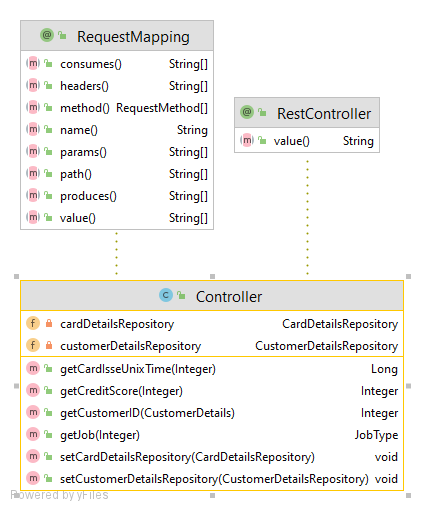 RequestMapping
consumes() String[]
headers() String[]
method() RequestMethod[]
name() String
params() String[]
path() String[]
produces() String[]
value() String[]
RestController
value() String
Controller
cardDetailsRepository CardDetailsRepository
customerDetailsRepository CustomerDetailsRepository
getCardIsseUnixTime(Integer) Long
getCreditScore(Integer) Integer
getCustomerID(CustomerDetails) Integer
getJob(Integer) JobType
setCardDetailsRepository(CardDetailsRepository) void
setCustomerDetailsRepository(CustomerDetailsRepository) void
Powered by yFiles